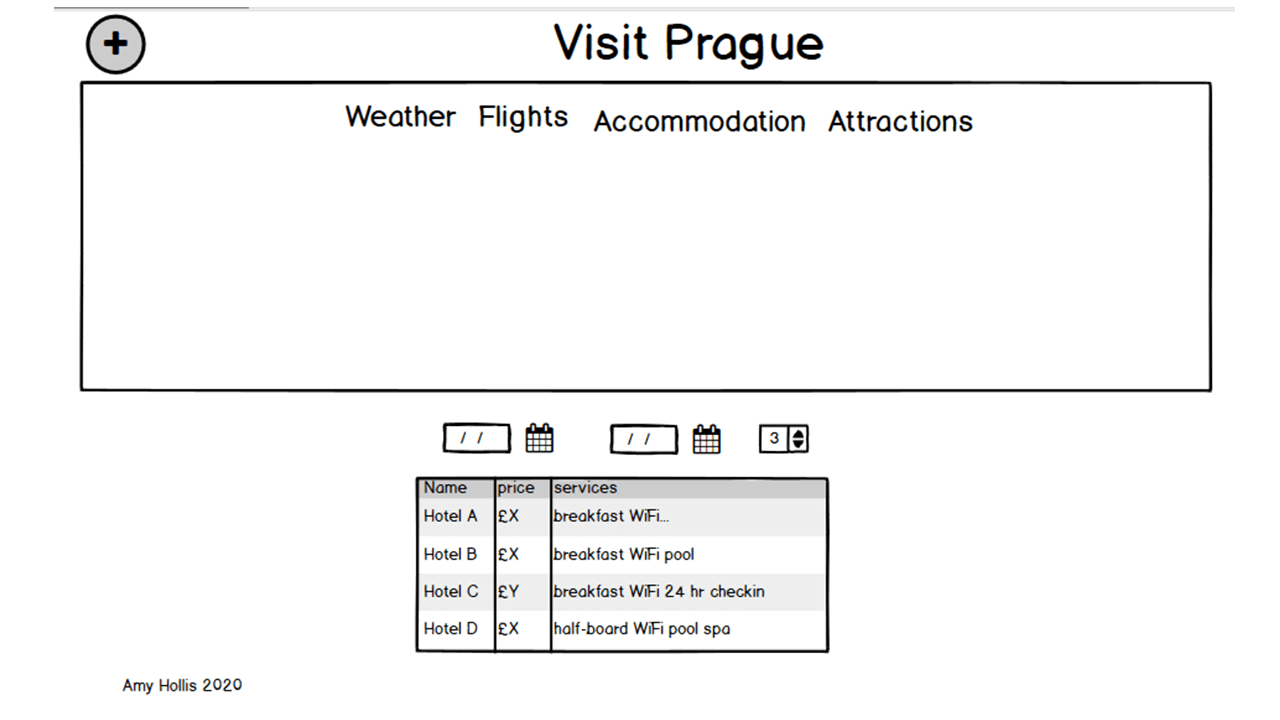 +
Visit Prague
Weather Flights Accommodation Attractions
/ / / / 3
Name price services
Hotel A £X breakfast WiFi...
Hotel B £X breakfast WiFi pool
Hotel C £Y breakfast WiFi 24 hr checkin
Hotel D £X half-board WiFi pool spa
Amy Hollis 2020